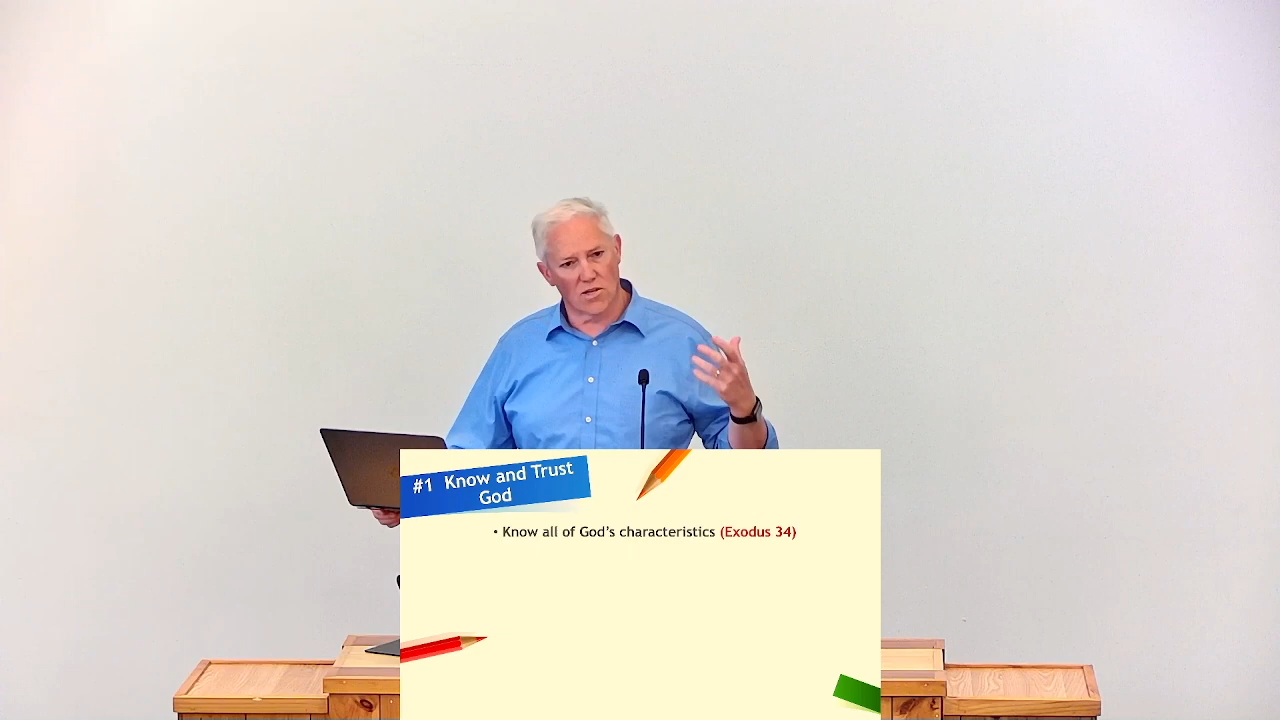 #1 Know and Trust
God
• Know all of God's characteristics (Exodus 34)